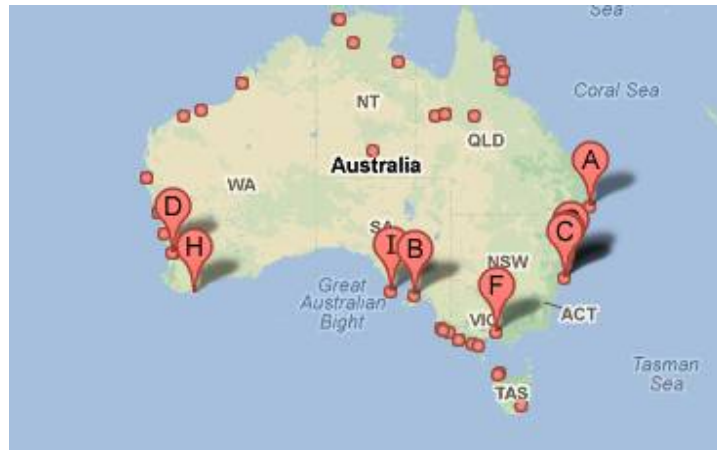 Sea
Coral Sea
NT
QLD
Australia
A
WA
D
H
SA
I
B
C
NSW
Great
Australian
Bight
F
VIC
ACT
Tasman
Sea
TAS